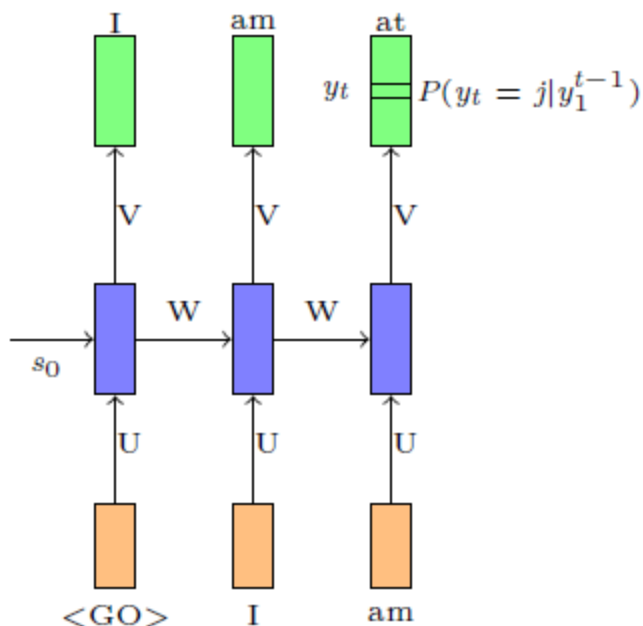 I am at
y_t P(y_t = j|y_1^{t-1})
V V V
W W
s_0
U U U
<GO> I am